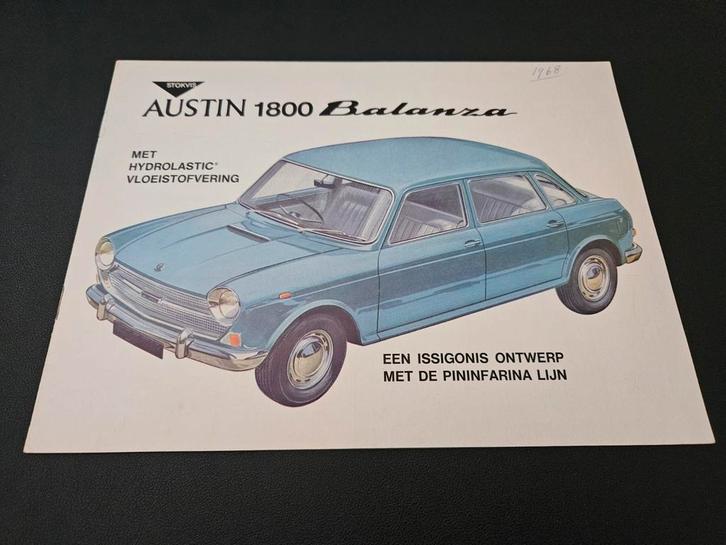 1968
STOKVIS
AUSTIN 1800 Balanza
MET
HYDROLASTIC®
VLOEISTOFVERING
EEN ISSIGONIS ONTWERP
MET DE PININFARINA LIJN